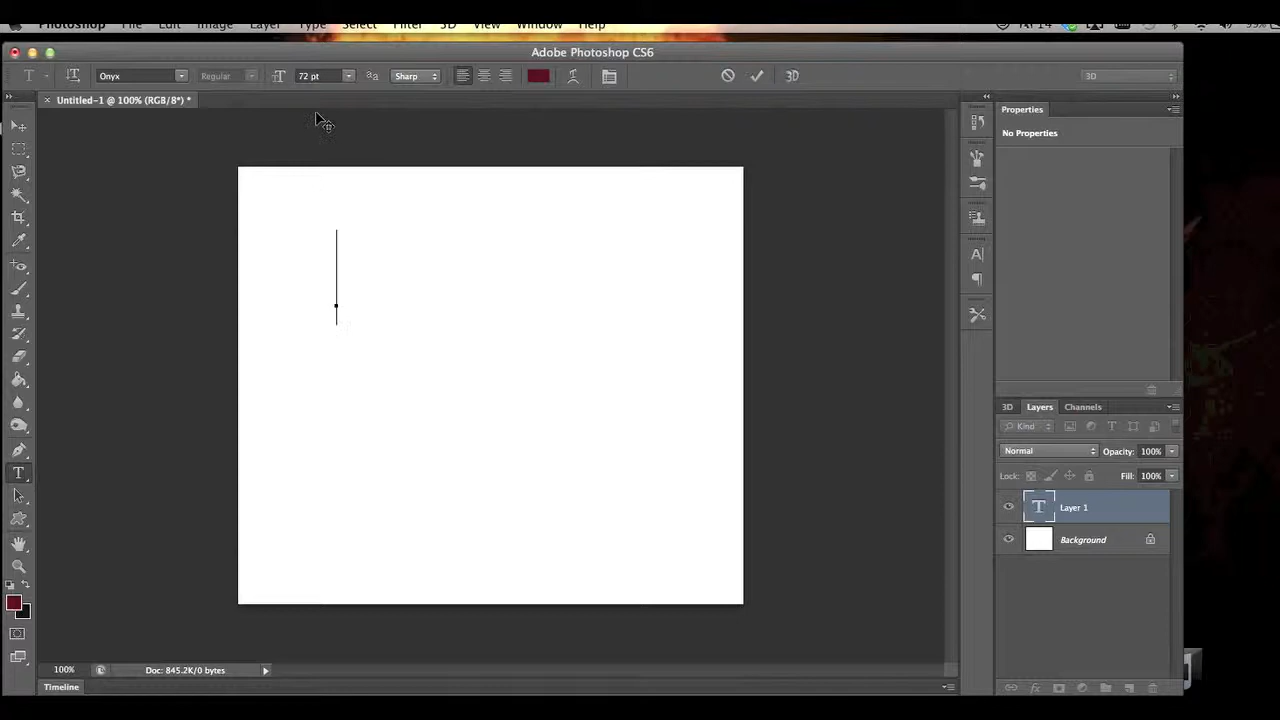 Photoshop File Edit Image Layer Type Select Filter 3D View Window Help
Adobe Photoshop CS6
T Onyx Regular 72 pt aa Sharp 3D 3D
× Untitled-1 @ 100% (RGB/8*) *
Properties
No Properties
3D Layers Channels
Kind
Normal Opacity: 100%
Lock: Fill: 100%
T Layer 1
Background
100% Doc: 845.2K/0 bytes
Timeline